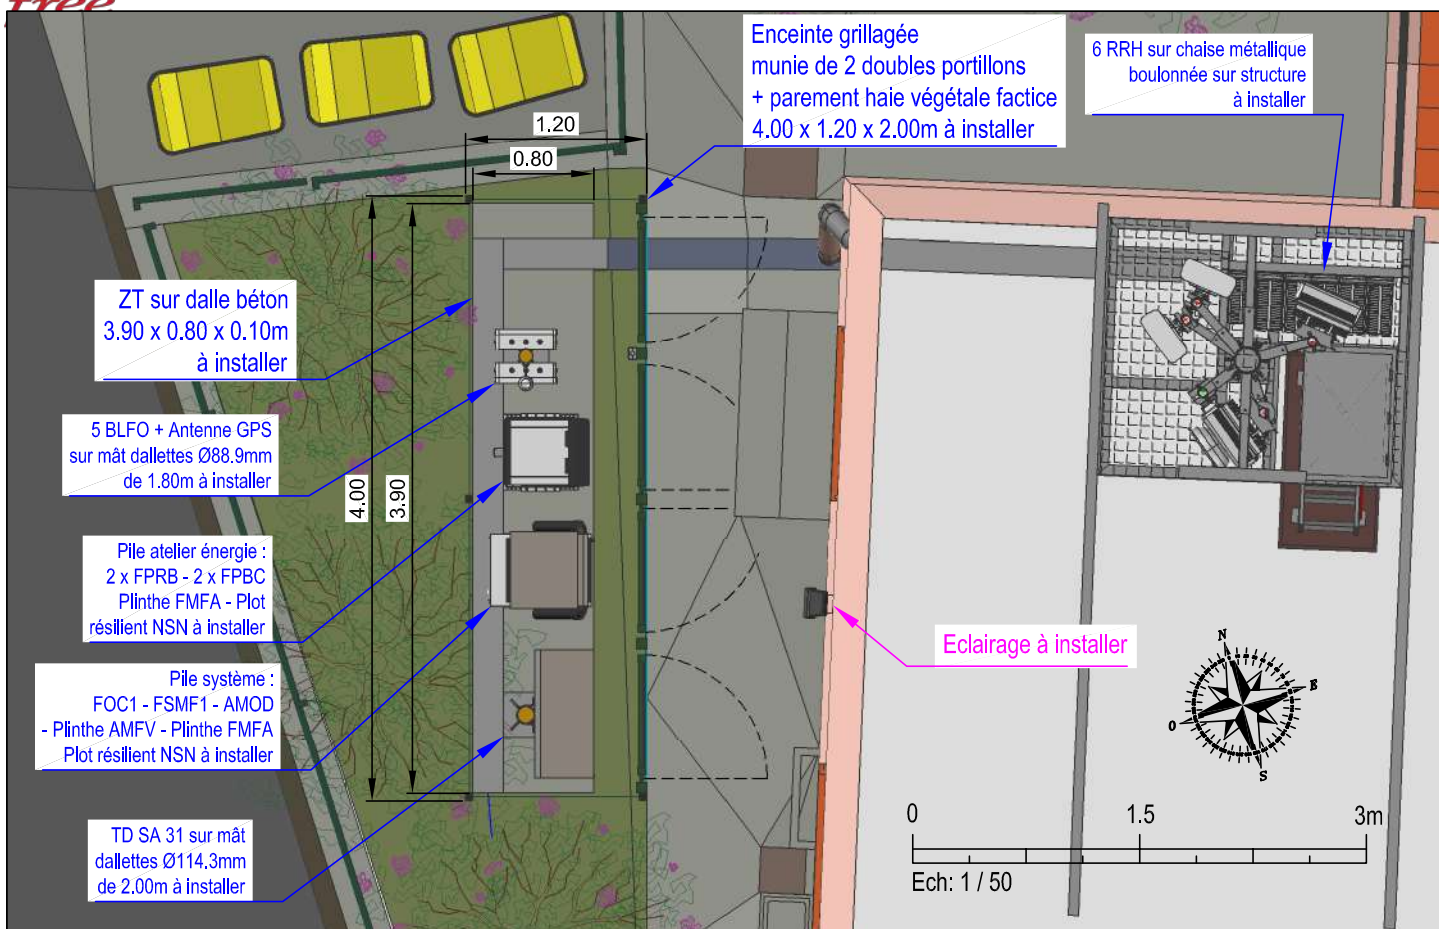 free
Enceinte grillagée
munie de 2 doubles portillons
+ parement haie végétale factice
4.00 x 1.20 x 2.00m à installer
6 RRH sur chaise métallique
boulonnée sur structure
à installer
1.20
0.80
ZT sur dalle béton
3.90 x 0.80 x 0.10m
à installer
5 BLFO + Antenne GPS
sur mât dallettes Ø88.9mm
de 1.80m à installer
4.00
3.90
Pile atelier énergie :
2 x FPRB - 2 x FPBC
Plinthe FMFA - Plot
résilient NSN à installer
Eclairage à installer
Pile système :
FOC1 - FSMF1 - AMOD
- Plinthe AMFV - Plinthe FMFA
Plot résilient NSN à installer
N
E
O
S
TD SA 31 sur mât
dallettes Ø114.3mm
de 2.00m à installer
0 1.5 3m
Ech: 1 / 50